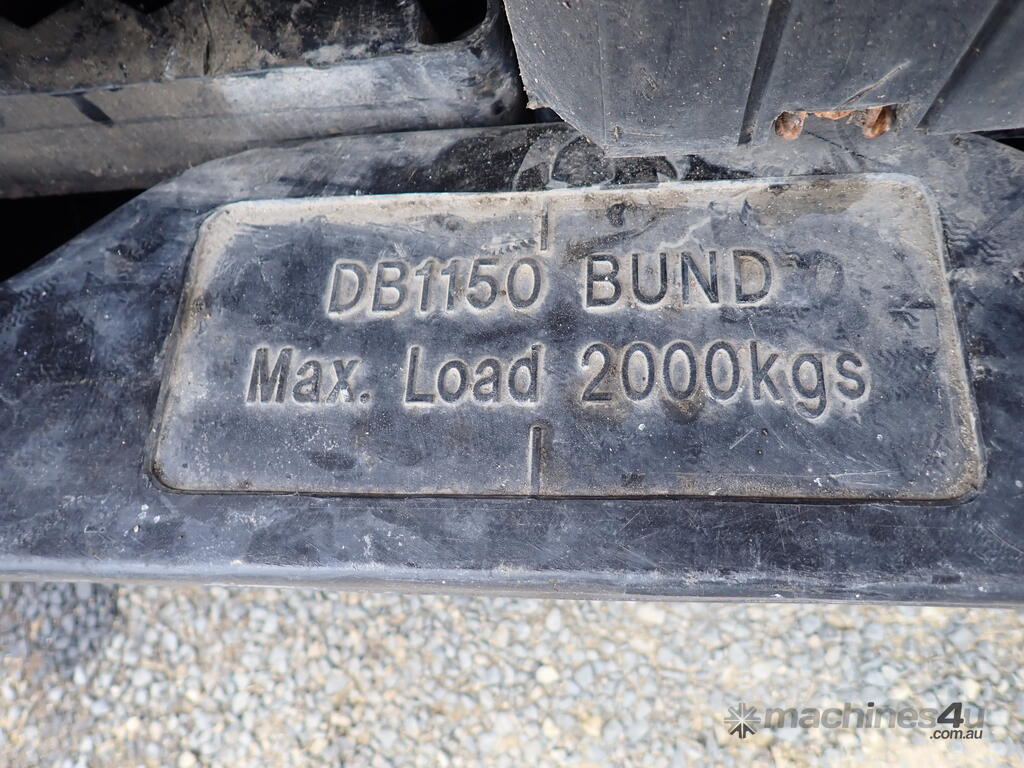 DB1150 BUND
Max. Load 2000kgs
machines4u
.com.au